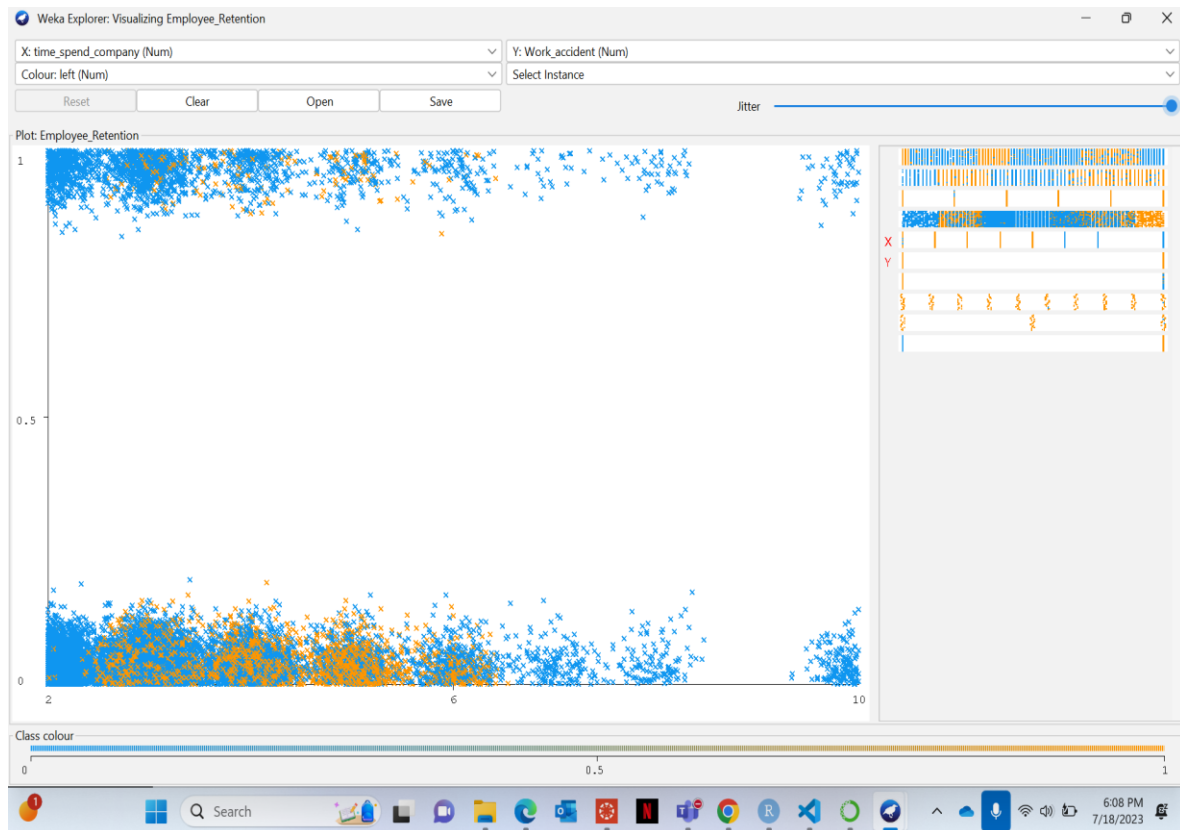 Weka Explorer: Visualizing Employee_Retention
X: time_spend_company (Num)
Y: Work_accident (Num)
Colour: left (Num)
Select Instance
Reset
Clear
Open
Save
Jitter
Plot: Employee_Retention
1
0.5
0
2
6
10
X
Y
Class colour
0
0.5
1
1
Search
N
R
6:08 PM
7/18/2023